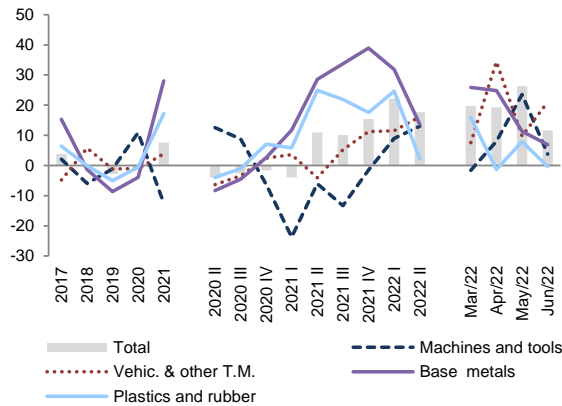 50
40
30
20
10
0
-10
-20
-30
2017
2018
2019
2020
2021
2020 II
2020 III
2020 IV
2021 I
2021 II
2021 III
2021 IV
2022 I
2022 II
Mar/22
Apr/22
May/22
Jun/22
Total
Machines and tools
Vehic. & other T.M.
Base metals
Plastics and rubber